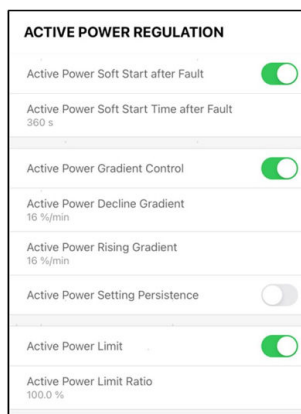 ACTIVE POWER REGULATION
Active Power Soft Start after Fault
Active Power Soft Start Time after Fault
360 s
Active Power Gradient Control
Active Power Decline Gradient
16 %/min
Active Power Rising Gradient
16 %/min
Active Power Setting Persistence
Active Power Limit
Active Power Limit Ratio
100.0 %